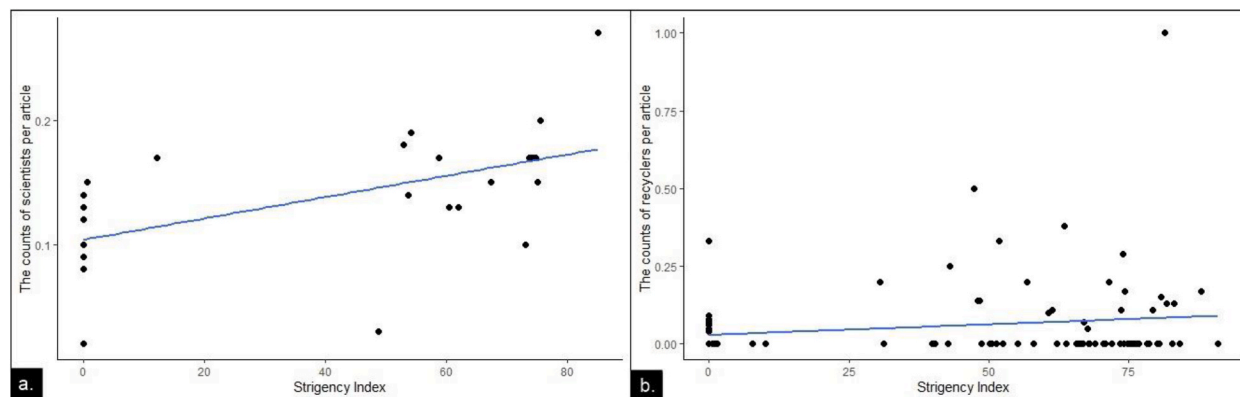 The counts of scientists per article
0.2
0.1
0
20
40
60
80
Strigency Index
a.
The counts of recyclers per article
1.00
0.75
0.50
0.25
0.00
0
25
50
75
Strigency Index
b.